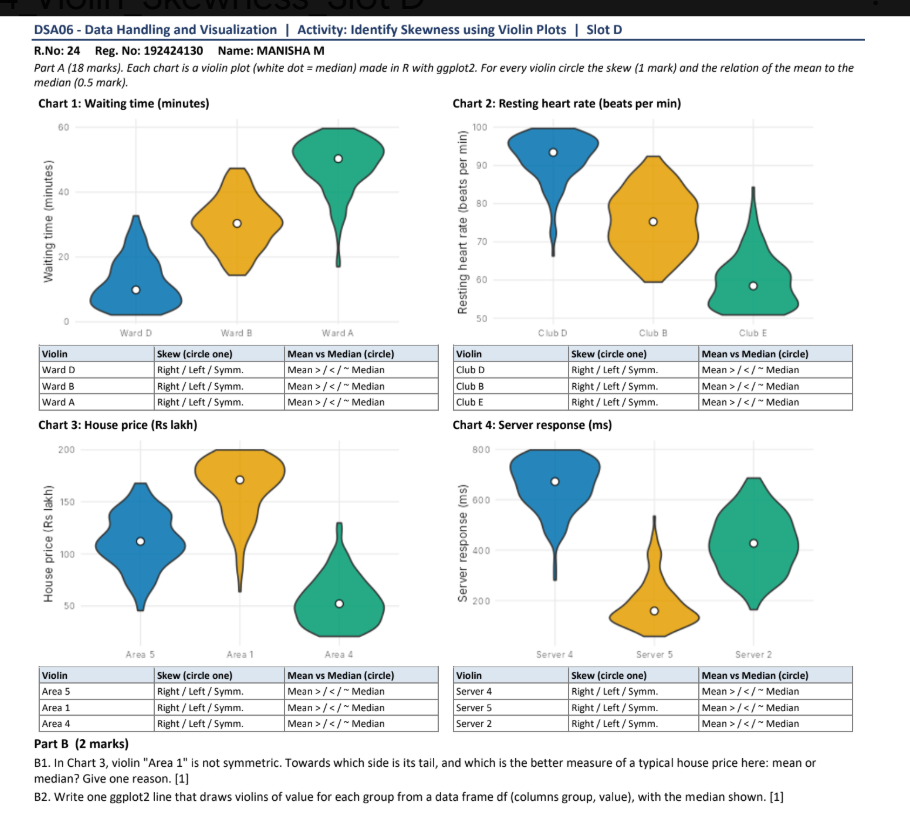 DSA06 - Data Handling and Visualization | Activity: Identify Skewness using Violin Plots | Slot D
R.No: 24 Reg. No: 192424130 Name: MANISHA M
Part A (18 marks). Each chart is a violin plot (white dot = median) made in R with ggplot2. For every violin circle the skew (1 mark) and the relation of the mean to the
median (0.5 mark).
Chart 1: Waiting time (minutes)
Waiting time (minutes)
60
40
20
0
Ward D Ward B Ward A
Violin Skew (circle one) Mean vs Median (circle)
Ward D Right / Left / Symm. Mean > / < / ~ Median
Ward B Right / Left / Symm. Mean > / < / ~ Median
Ward A Right / Left / Symm. Mean > / < / ~ Median
Chart 2: Resting heart rate (beats per min)
Resting heart rate (beats per min)
100
90
80
70
60
50
Club D Club B Club E
Violin Skew (circle one) Mean vs Median (circle)
Club D Right / Left / Symm. Mean > / < / ~ Median
Club B Right / Left / Symm. Mean > / < / ~ Median
Club E Right / Left / Symm. Mean > / < / ~ Median
Chart 3: House price (Rs lakh)
House price (Rs lakh)
200
150
100
50
Area 5 Area 1 Area 4
Violin Skew (circle one) Mean vs Median (circle)
Area 5 Right / Left / Symm. Mean > / < / ~ Median
Area 1 Right / Left / Symm. Mean > / < / ~ Median
Area 4 Right / Left / Symm. Mean > / < / ~ Median
Chart 4: Server response (ms)
Server response (ms)
800
600
400
200
Server 4 Server 5 Server 2
Violin Skew (circle one) Mean vs Median (circle)
Server 4 Right / Left / Symm. Mean > / < / ~ Median
Server 5 Right / Left / Symm. Mean > / < / ~ Median
Server 2 Right / Left / Symm. Mean > / < / ~ Median
Part B (2 marks)
B1. In Chart 3, violin "Area 1" is not symmetric. Towards which side is its tail, and which is the better measure of a typical house price here: mean or
median? Give one reason. [1]
B2. Write one ggplot2 line that draws violins of value for each group from a data frame df (columns group, value), with the median shown. [1]